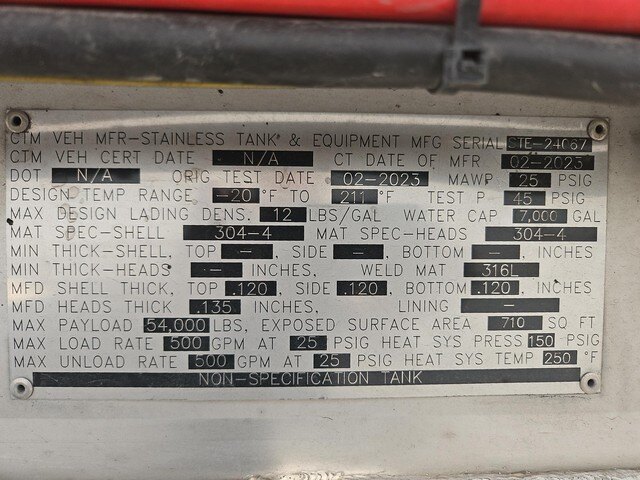 CTM VEH MFR-STAINLESS TANK & EQUIPMENT MFG SERIAL STE-24067
CTM VEH CERT DATE N/A CT DATE OF MFR 02-2023
DOT N/A ORIG TEST DATE 02-2023 MAWP 25 PSIG
DESIGN TEMP RANGE -20 °F TO 211 °F TEST P 45 PSIG
MAX DESIGN LADING DENS. 12 LBS/GAL WATER CAP 7,000 GAL
MAT SPEC-SHELL 304-4 MAT SPEC-HEADS 304-4
MIN THICK-SHELL, TOP - , SIDE - , BOTTOM - , INCHES
MIN THICK-HEADS - INCHES, WELD MAT 316L
MFD SHELL THICK, TOP .120 , SIDE .120 , BOTTOM .120 , INCHES
MFD HEADS THICK .135 INCHES, LINING -
MAX PAYLOAD 54,000 LBS, EXPOSED SURFACE AREA 710 SQ FT
MAX LOAD RATE 500 GPM AT 25 PSIG HEAT SYS PRESS 150 PSIG
MAX UNLOAD RATE 500 GPM AT 25 PSIG HEAT SYS TEMP 250 °F
NON-SPECIFICATION TANK